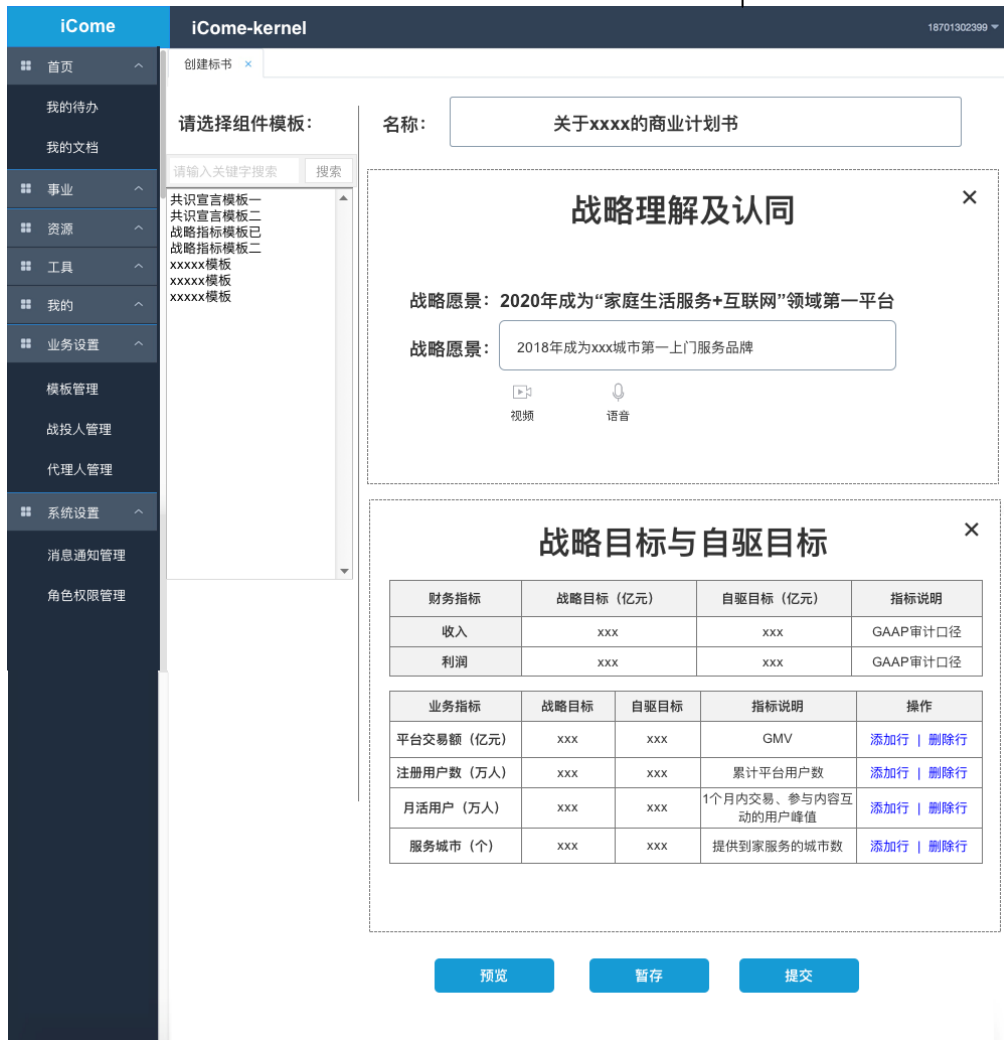 iCome
iCome-kernel
18701302399
首页
我的待办
我的文档
事业
资源
工具
我的
业务设置
模板管理
战投人管理
代理人管理
系统设置
消息通知管理
角色权限管理
创建标书 ×
请选择组件模板：
请输入关键字搜索 搜索
共识宣言模板一
共识宣言模板二
战略指标模板已
战略指标模板二
xxxxx模板
xxxxx模板
xxxxx模板
名称： 关于xxxx的商业计划书
战略理解及认同 ×
战略愿景：2020年成为“家庭生活服务+互联网”领域第一平台
战略愿景： 2018年成为xxx城市第一上门服务品牌
视频 语音
战略目标与自驱目标 ×
财务指标 战略目标（亿元） 自驱目标（亿元） 指标说明
收入 xxx xxx GAAP审计口径
利润 xxx xxx GAAP审计口径
业务指标 战略目标 自驱目标 指标说明 操作
平台交易额（亿元） xxx xxx GMV 添加行 | 删除行
注册用户数（万人） xxx xxx 累计平台用户数 添加行 | 删除行
月活用户（万人） xxx xxx 1个月内交易、参与内容互 添加行 | 删除行
动的用户峰值
服务城市（个） xxx xxx 提供到家服务的城市数 添加行 | 删除行
预览 暂存 提交